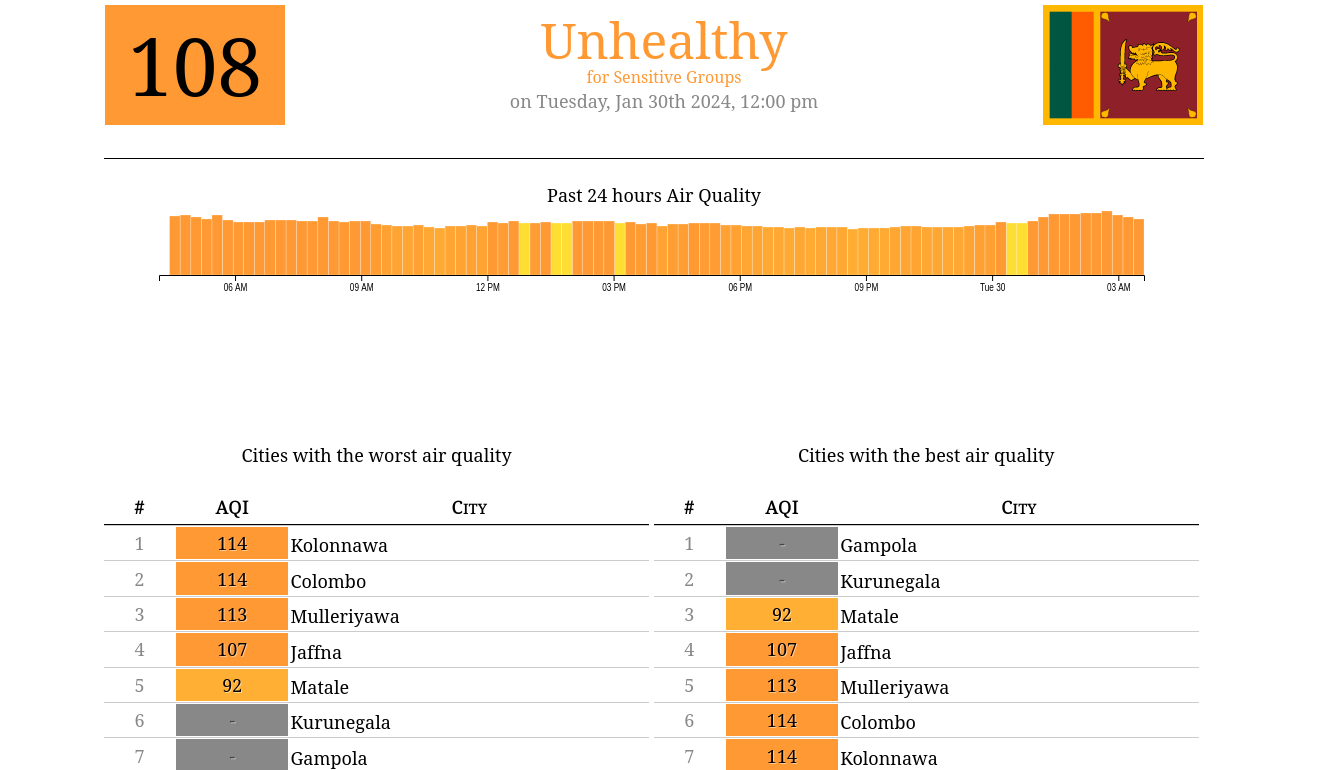 108
Unhealthy
for Sensitive Groups
on Tuesday, Jan 30th 2024, 12:00 pm
Past 24 hours Air Quality
06 AM 09 AM 12 PM 03 PM 06 PM 09 PM Tue 30 03 AM
Cities with the worst air quality
# AQI City
1 114 Kolonnawa
2 114 Colombo
3 113 Mulleriyawa
4 107 Jaffna
5 92 Matale
6 - Kurunegala
7 - Gampola
Cities with the best air quality
# AQI City
1 - Gampola
2 - Kurunegala
3 92 Matale
4 107 Jaffna
5 113 Mulleriyawa
6 114 Colombo
7 114 Kolonnawa